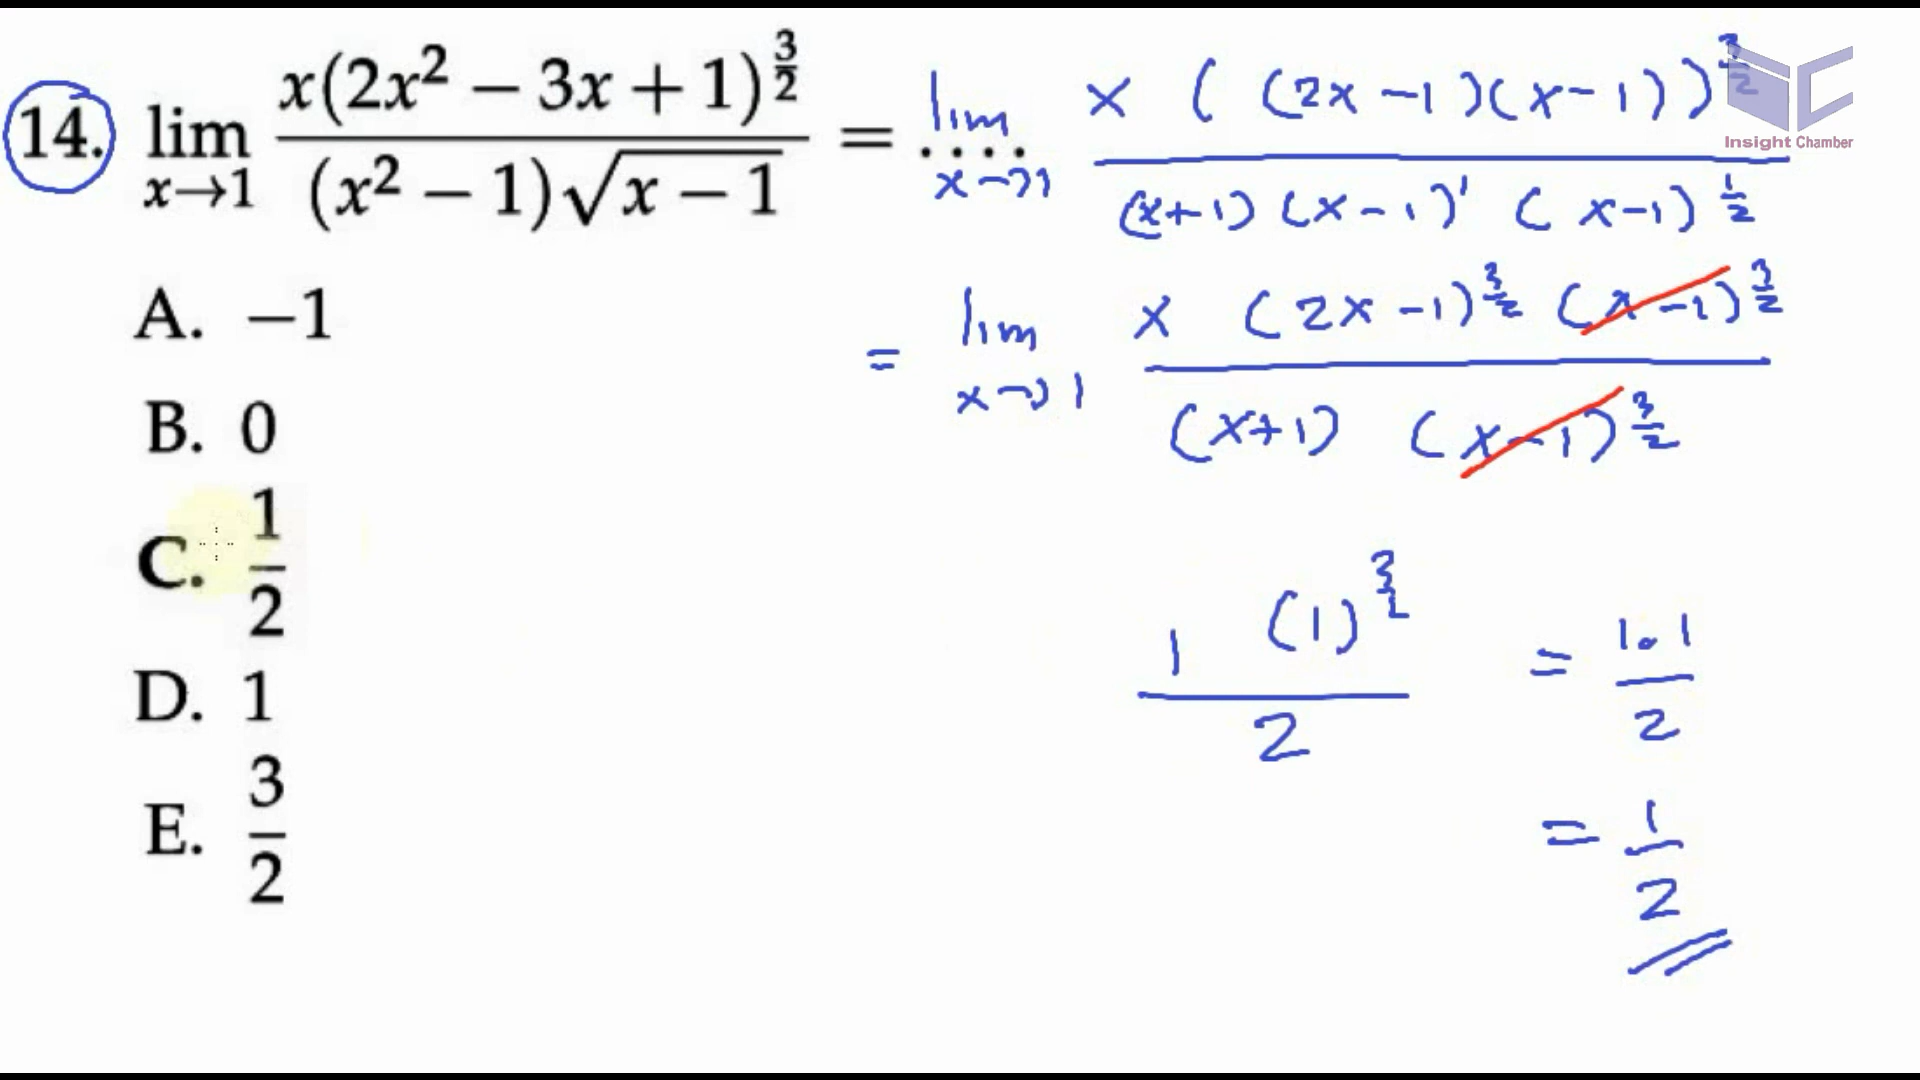 14. lim x→1 x(2x² − 3x + 1)^(3/2) / (x² − 1)√(x − 1) = ....
A. −1
B. 0
C. 1/2
D. 1
E. 3/2
lim x→1 x ((2x −1)(x−1))^(3/2) / (x+1)(x−1)^1 (x−1)^(1/2)
= lim x→1 x (2x −1)^(3/2) (x−1)^(3/2) / (x+1) (x−1)^(3/2)
1 (1)^(3/2) / 2 = 1.1 / 2
= 1/2
Insight Chamber